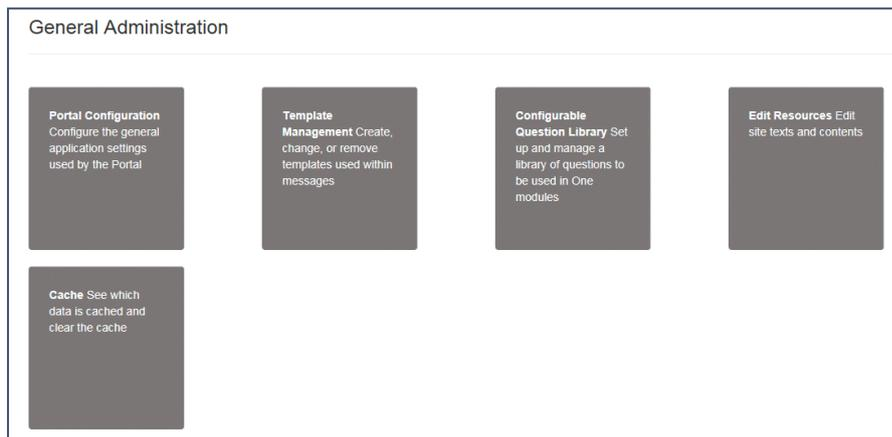 General Administration
Portal Configuration
Configure the general
application settings
used by the Portal
Template
Management Create,
change, or remove
templates used within
messages
Configurable
Question Library Set
up and manage a
library of questions to
be used in One
modules
Edit Resources Edit
site texts and contents
Cache See which
data is cached and
clear the cache